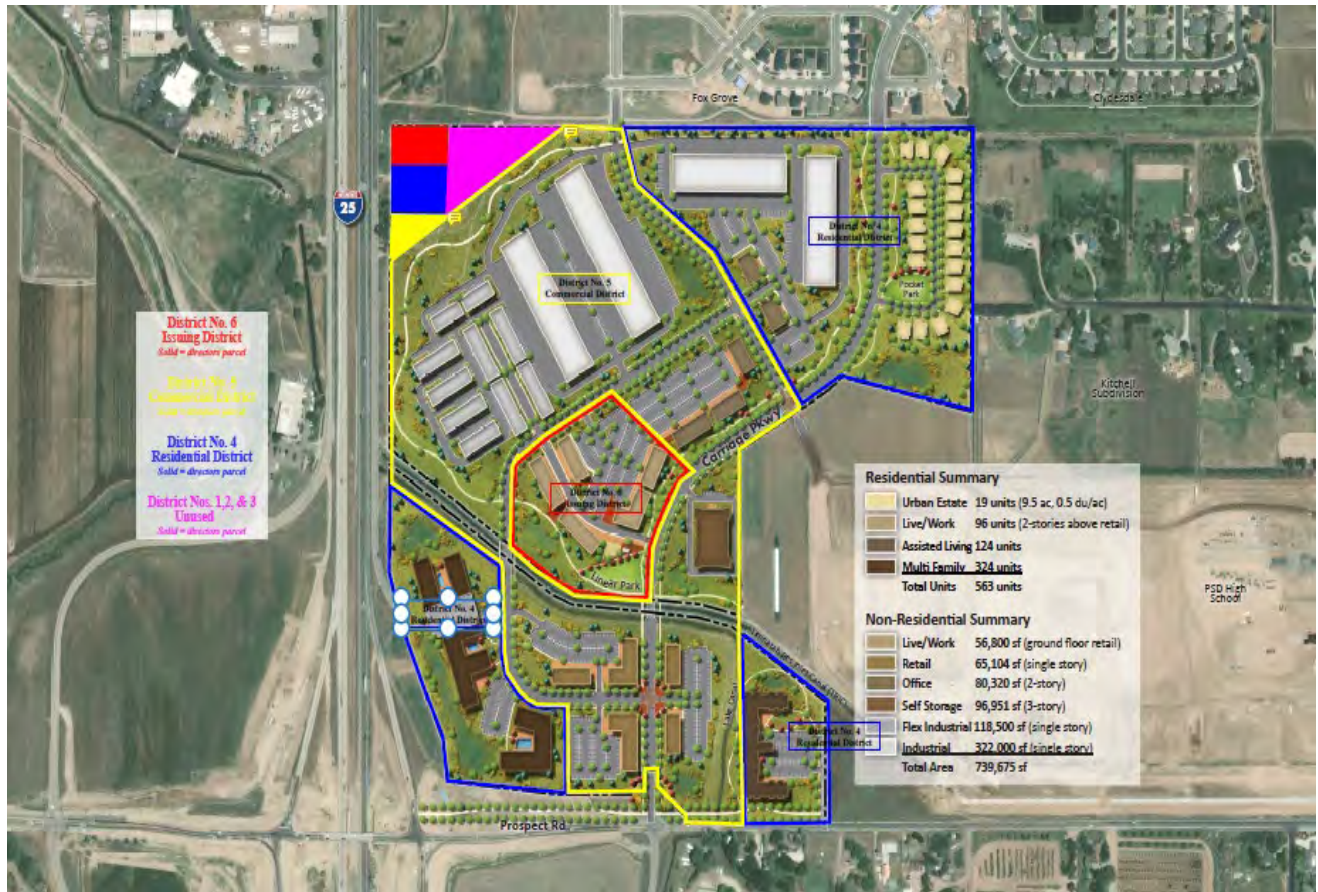 Fox Grove
Clydesdale
25
District No. 4
Residential District
District No. 5
Commercial District
Pocket
Park
District No. 6
Issuing District
Solid = directors parcel
Commercial District
Solid = directors parcel
District No. 4
Residential District
Solid = directors parcel
District Nos. 1,2, & 3
Unused
Solid = directors parcel
Kitchell
Subdivision
Carriage Pkwy
District No. 6
Issuing District
Linear Park
District No. 4
Residential District
PSD High
School
Residential Summary
Urban Estate 19 units (9.5 ac, 0.5 du/ac)
Live/Work 96 units (2-stories above retail)
Assisted Living 124 units
Multi Family 324 units
Total Units 563 units
Non-Residential Summary
Live/Work 56,800 sf (ground floor retail)
Retail 65,104 sf (single story)
Office 80,320 sf (2-story)
Self Storage 96,951 sf (3-story)
Flex Industrial 118,500 sf (single story)
Industrial 322,000 sf (single story)
Total Area 739,675 sf
District No. 4
Residential District
Prospect Rd